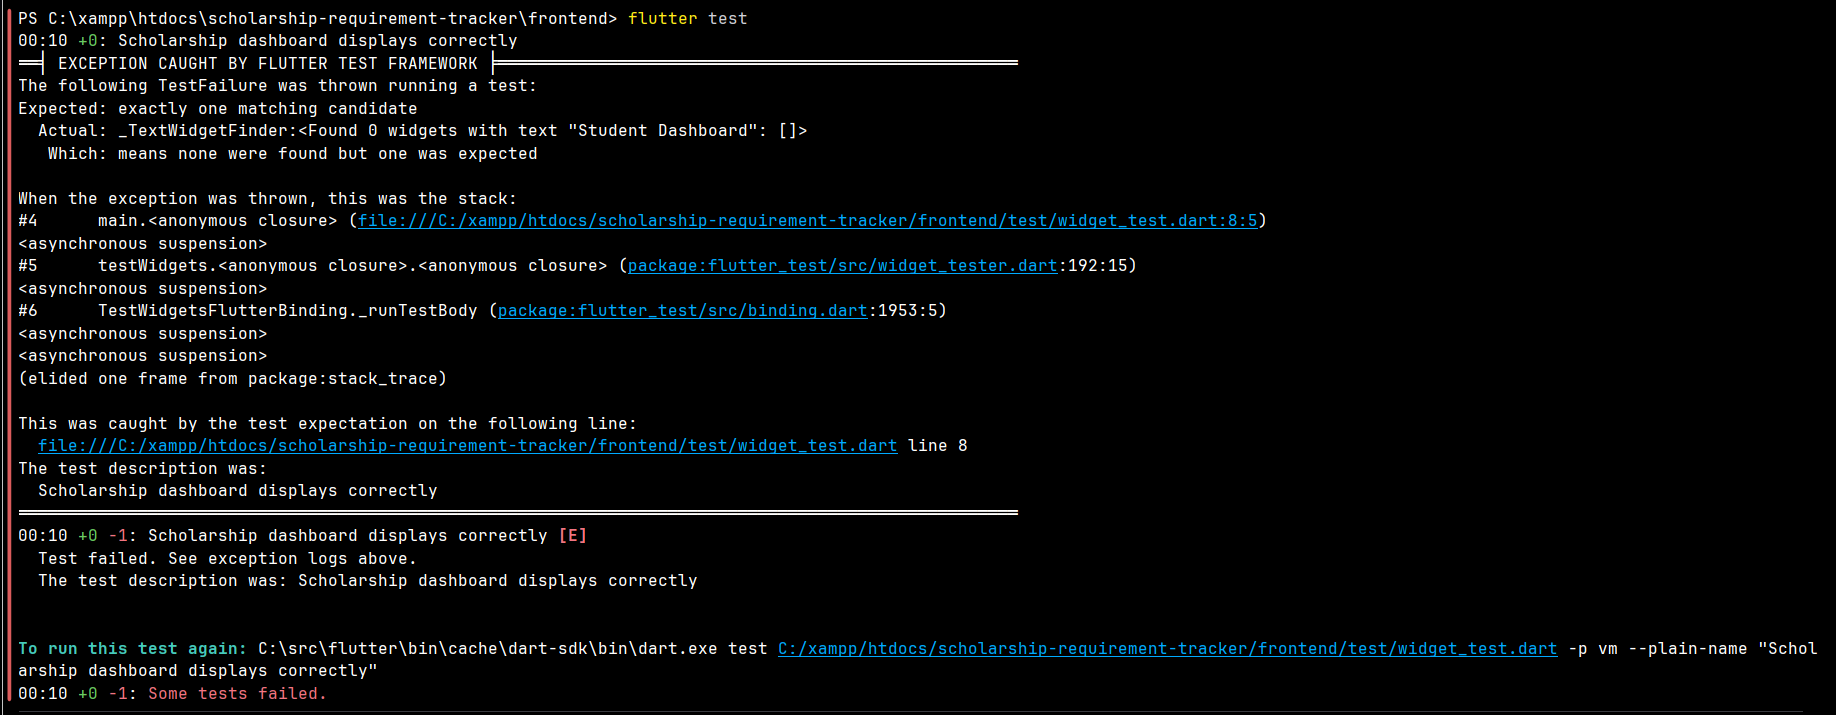 PS C:\xampp\htdocs\scholarship-requirement-tracker\frontend> flutter test
00:10 +0: Scholarship dashboard displays correctly
══╡ EXCEPTION CAUGHT BY FLUTTER TEST FRAMEWORK ╞════════════════════════════════════════════════════
The following TestFailure was thrown running a test:
Expected: exactly one matching candidate
  Actual: _TextWidgetFinder:<Found 0 widgets with text "Student Dashboard": []>
   Which: means none were found but one was expected

When the exception was thrown, this was the stack:
#4      main.<anonymous closure> (file:///C:/xampp/htdocs/scholarship-requirement-tracker/frontend/test/widget_test.dart:8:5)
<asynchronous suspension>
#5      testWidgets.<anonymous closure>.<anonymous closure> (package:flutter_test/src/widget_tester.dart:192:15)
<asynchronous suspension>
#6      TestWidgetsFlutterBinding._runTestBody (package:flutter_test/src/binding.dart:1953:5)
<asynchronous suspension>
<asynchronous suspension>
(elided one frame from package:stack_trace)

This was caught by the test expectation on the following line:
  file:///C:/xampp/htdocs/scholarship-requirement-tracker/frontend/test/widget_test.dart line 8
The test description was:
  Scholarship dashboard displays correctly
════════════════════════════════════════════════════════════════════════════════════════════════════
00:10 +0 -1: Scholarship dashboard displays correctly [E]
  Test failed. See exception logs above.
  The test description was: Scholarship dashboard displays correctly

To run this test again: C:\src\flutter\bin\cache\dart-sdk\bin\dart.exe test C:/xampp/htdocs/scholarship-requirement-tracker/frontend/test/widget_test.dart -p vm --plain-name "Schol
arship dashboard displays correctly"
00:10 +0 -1: Some tests failed.